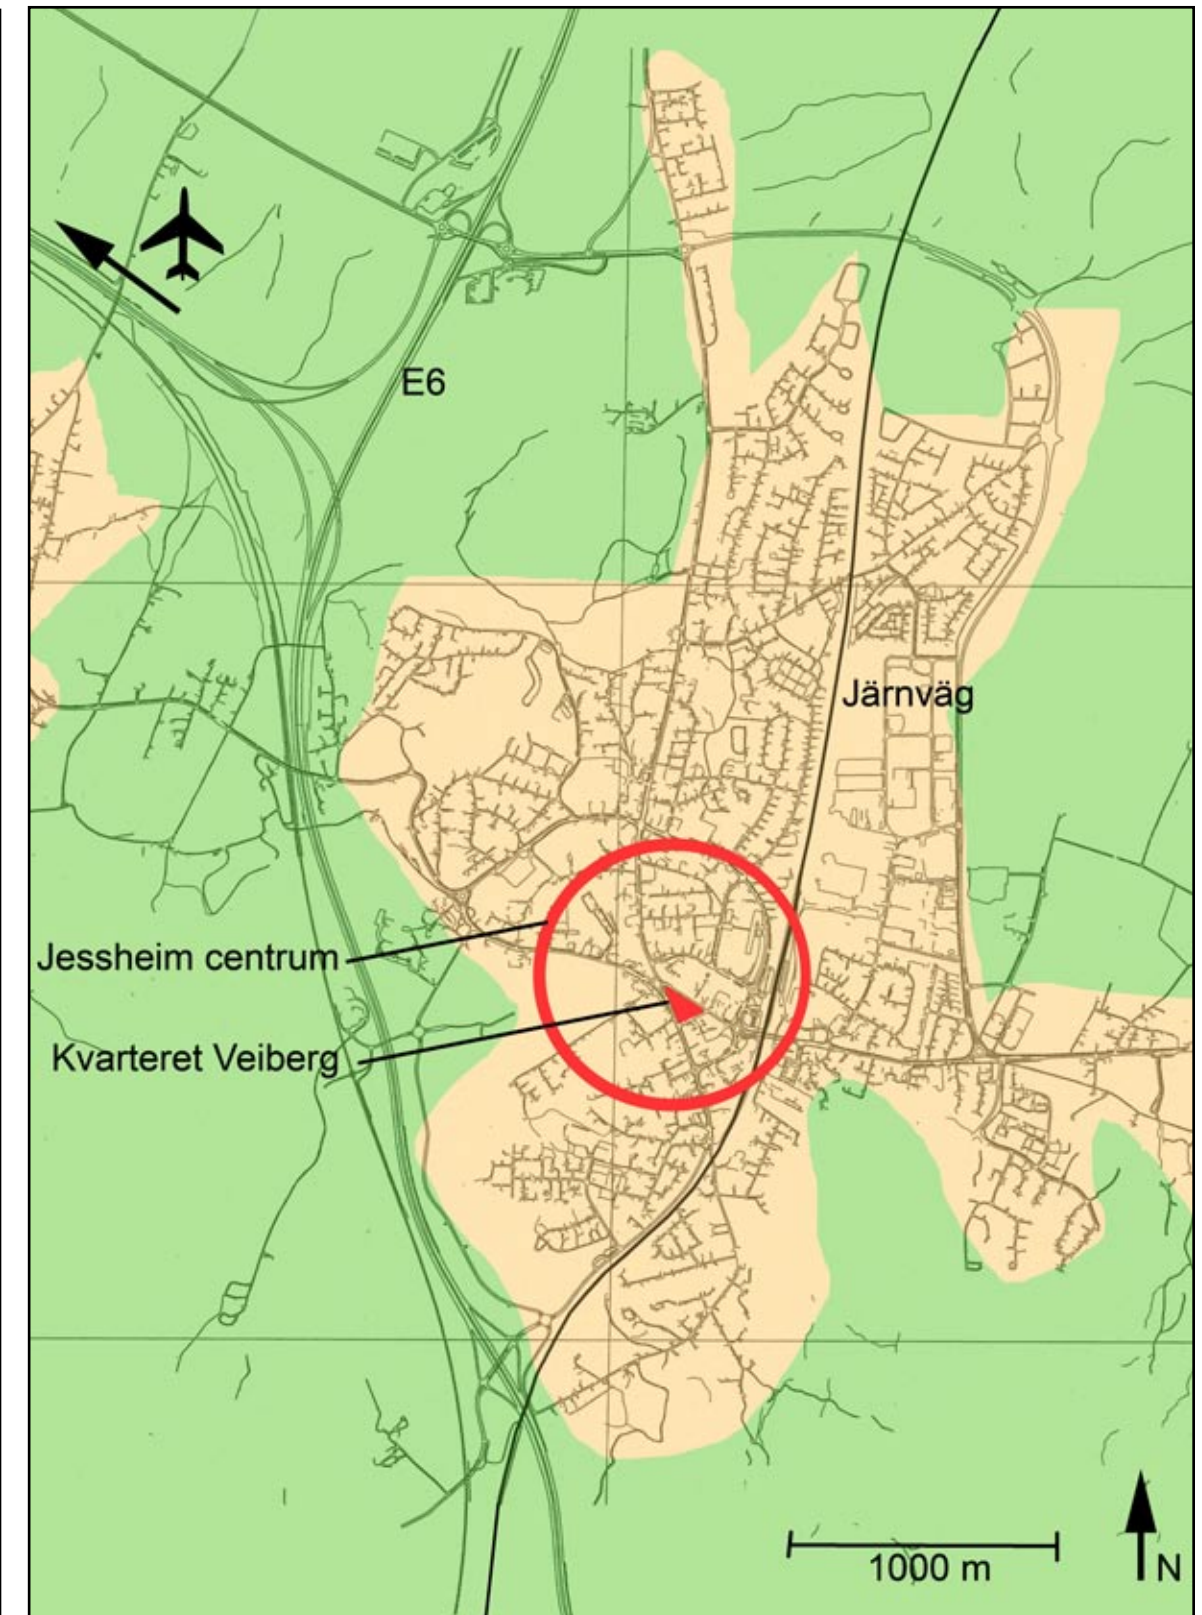 E6
Järnväg
Jessheim centrum
Kvarteret Veiberg
1000 m
N